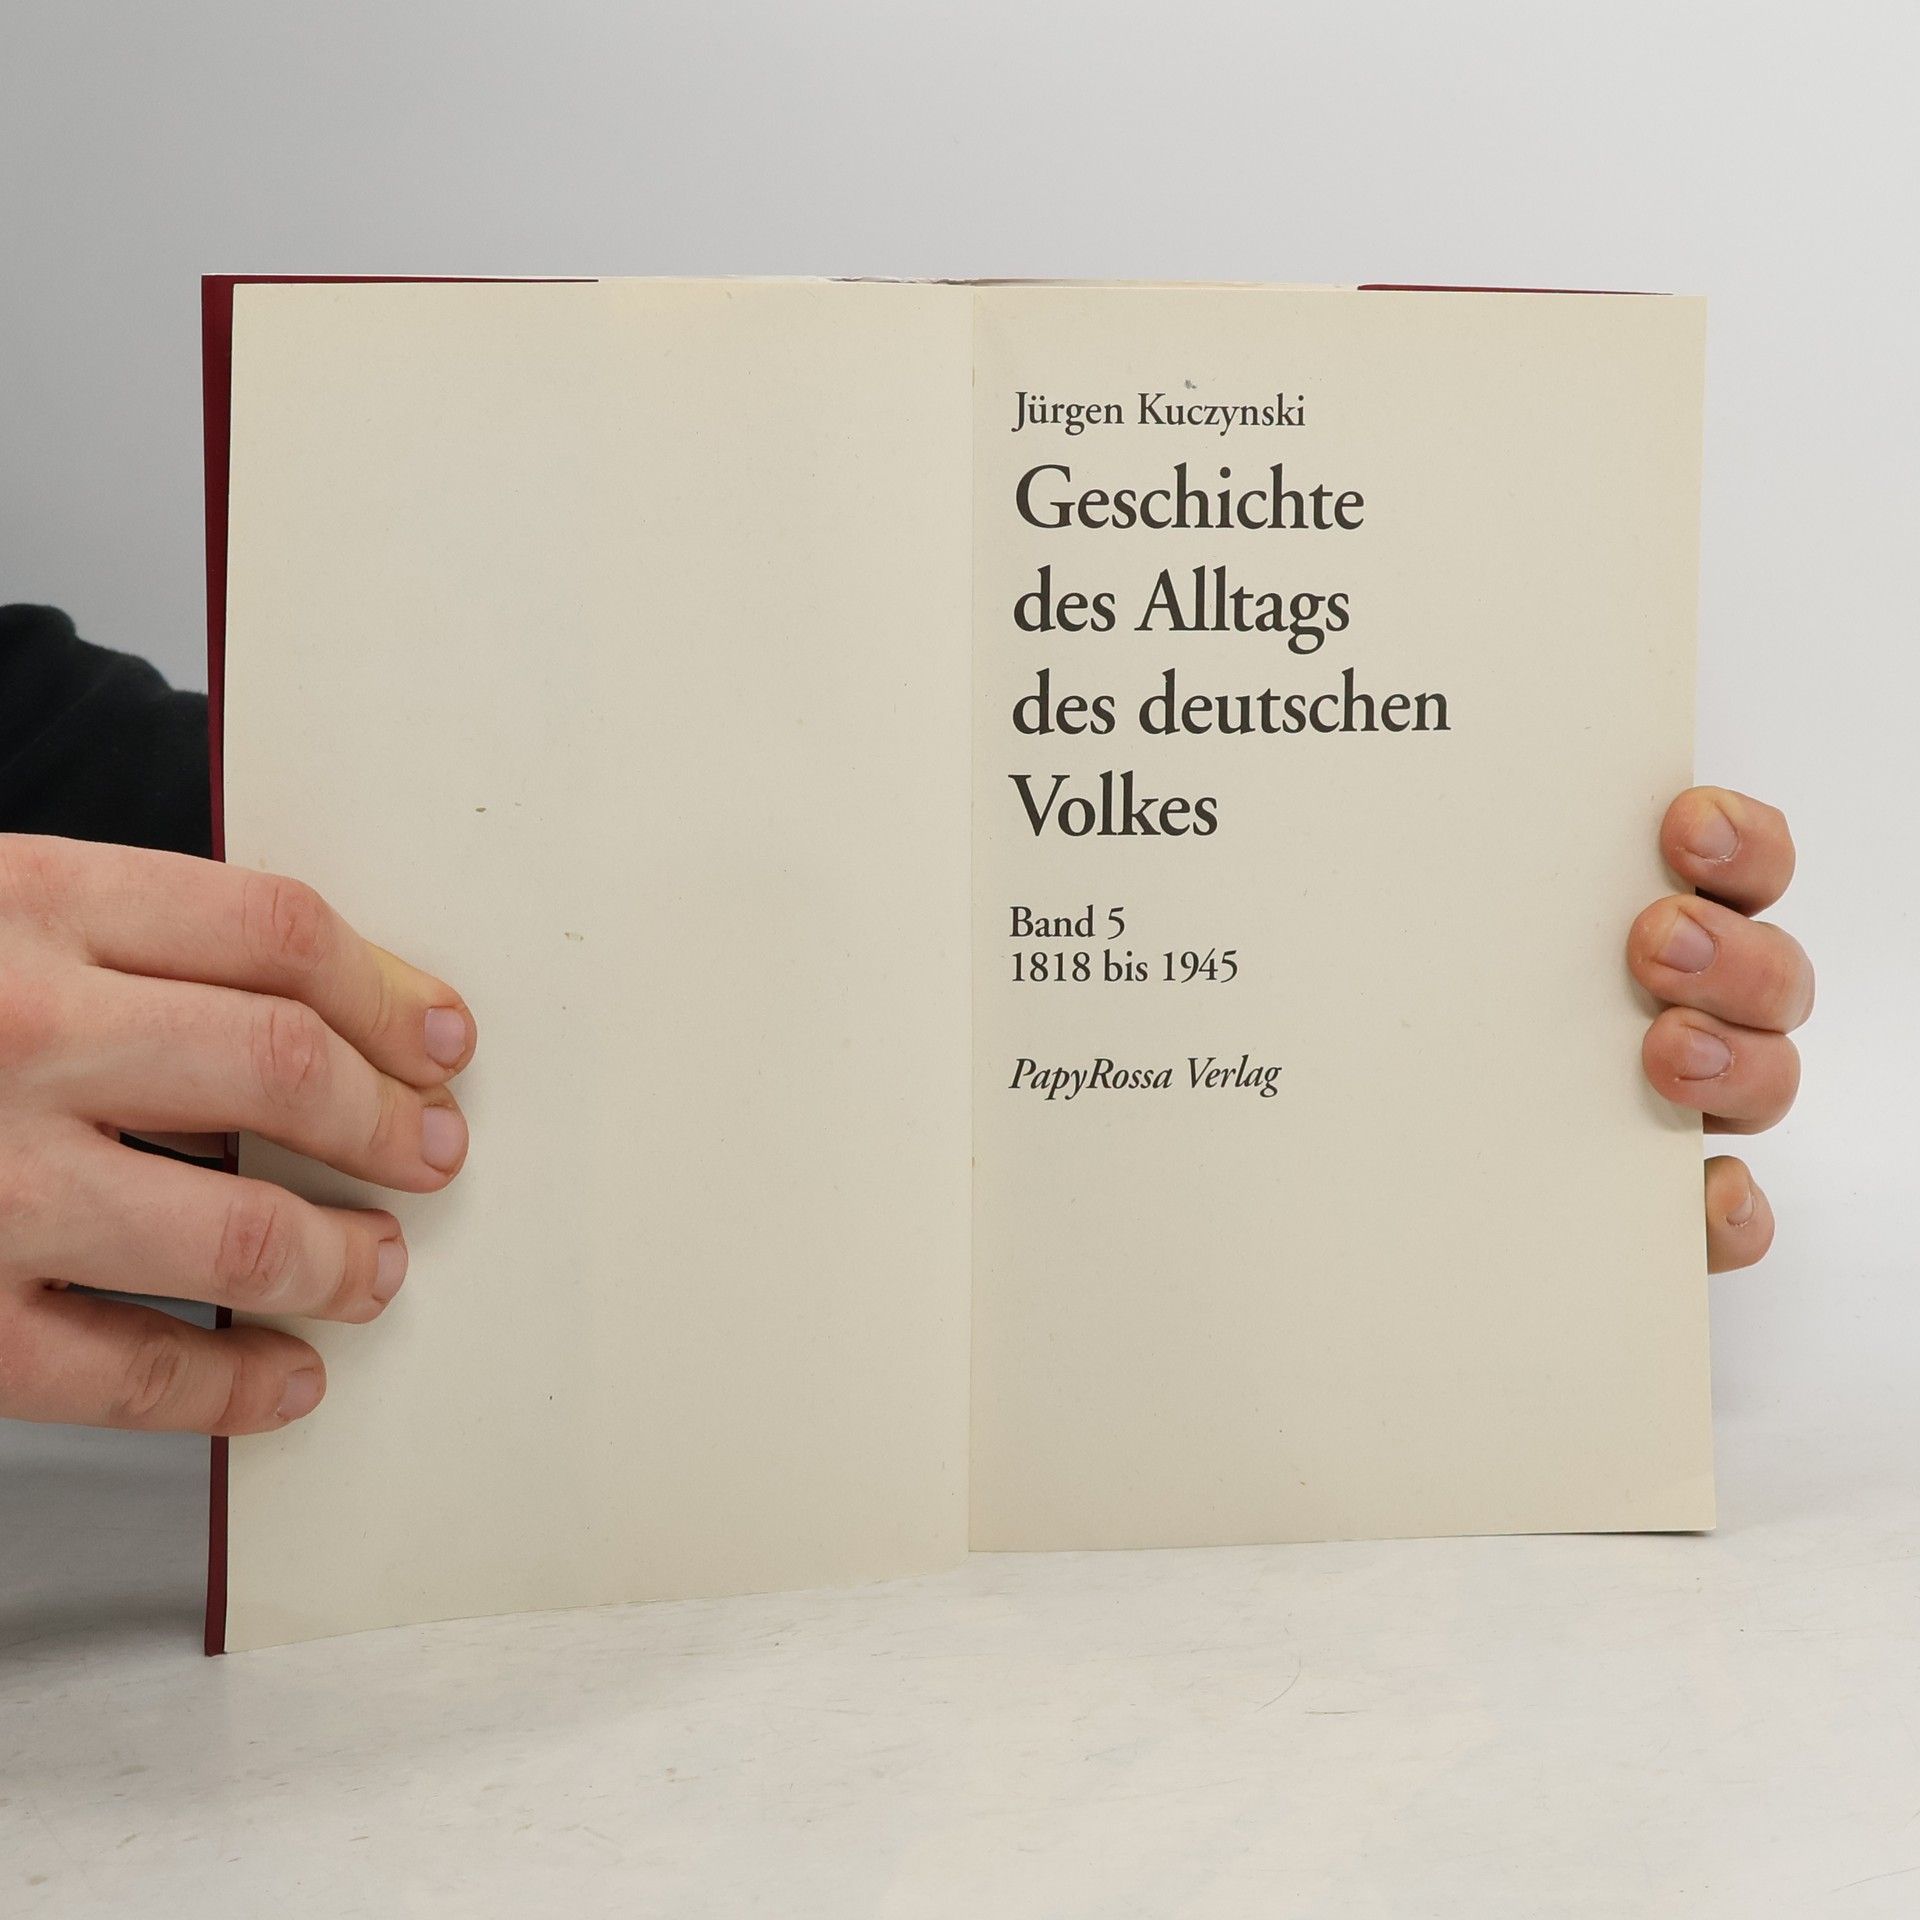 Jürgen Kuczynski
Geschichte
des Alltags
des deutschen
Volkes
Band 5
1818 bis 1945
PapyRossa Verlag